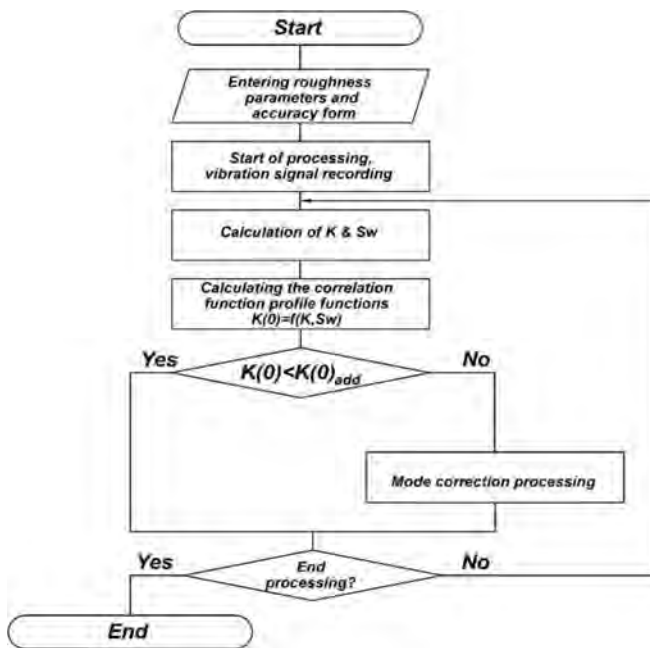 Start
Entering roughness
parameters and
accuracy form
Start of processing,
vibration signal recording
Calculation of K & Sw
Calculating the correlation
function profile functions
K(0)=f(K,Sw)
Yes
No
K(0)<K(0)add
Mode correction processing
Yes
No
End
processing?
End